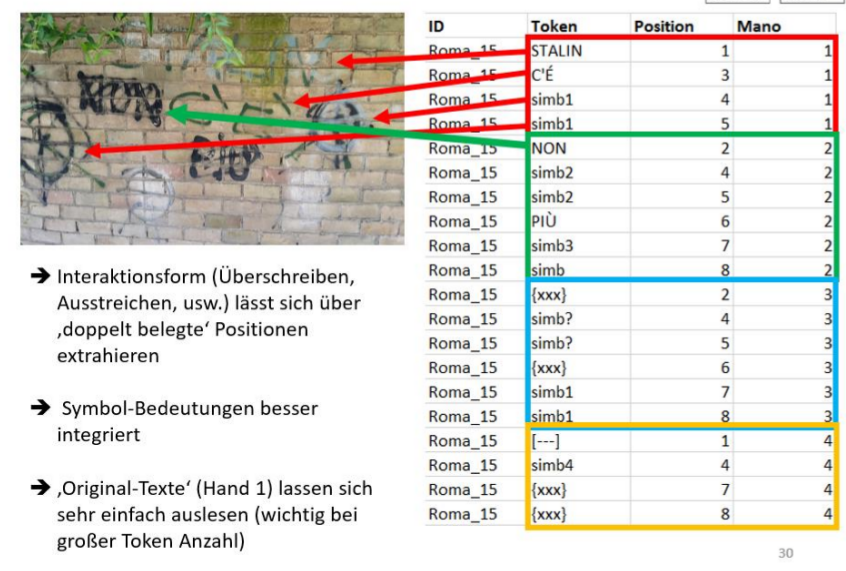 NON C'É
PIÙ
ID Token Position Mano
Roma_15 STALIN 1 1
Roma_15 C'É 3 1
Roma_15 simb1 4 1
Roma_15 simb1 5 1
Roma_15 NON 2 2
Roma_15 simb2 4 2
Roma_15 simb2 5 2
Roma_15 PIÙ 6 2
Roma_15 simb3 7 2
Roma_15 simb 8 2
Roma_15 {xxx} 2 3
Roma_15 simb? 4 3
Roma_15 simb? 5 3
Roma_15 {xxx} 6 3
Roma_15 simb1 7 3
Roma_15 simb1 8 3
Roma_15 [---] 1 4
Roma_15 simb4 4 4
Roma_15 {xxx} 7 4
Roma_15 {xxx} 8 4
➔ Interaktionsform (Überschreiben,
Ausstreichen, usw.) lässt sich über
‚doppelt belegte‘ Positionen
extrahieren
➔ Symbol-Bedeutungen besser
integriert
➔ ‚Original-Texte‘ (Hand 1) lassen sich
sehr einfach auslesen (wichtig bei
großer Token Anzahl)
30